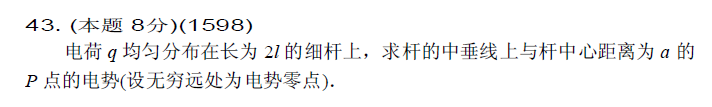 43. (本题 8分)(1598)
电荷 q 均匀分布在长为 2l 的细杆上，求杆的中垂线上与杆中心距离为 a 的
P 点的电势(设无穷远处为电势零点).